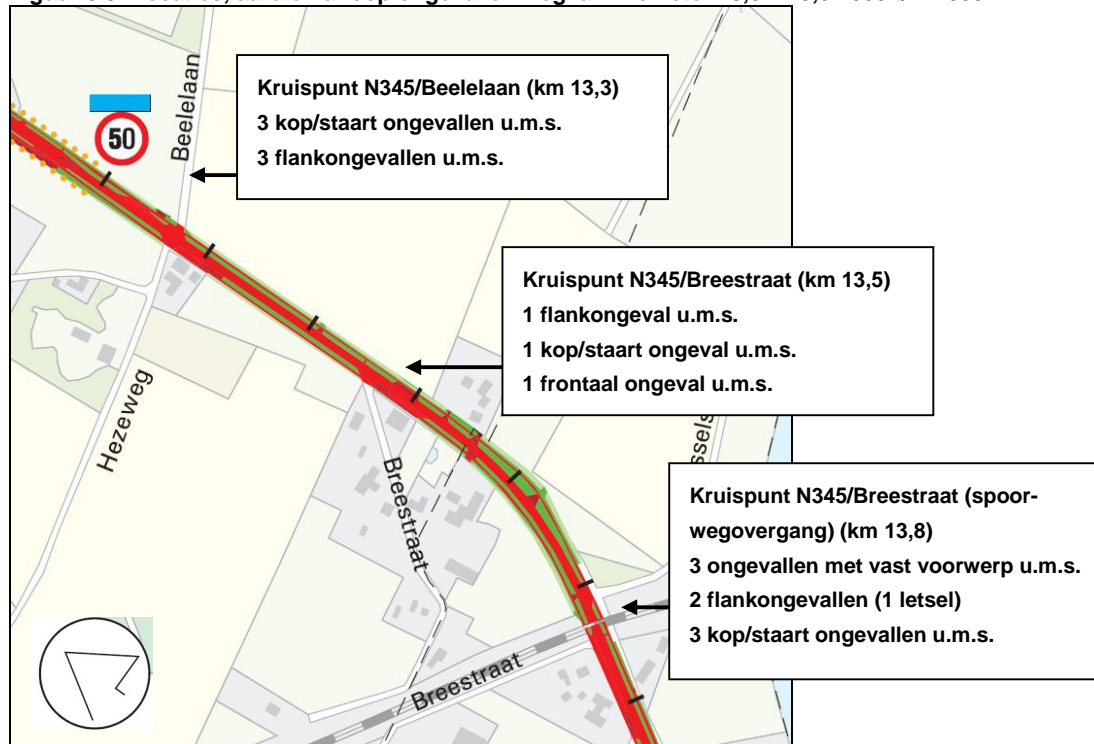 Kruispunt N345/Beelelaan (km 13,3)
3 kop/staart ongevallen u.m.s.
3 flankongevallen u.m.s.
50
Beelelaan
Kruispunt N345/Breestraat (km 13,5)
1 flankongeval u.m.s.
1 kop/staart ongeval u.m.s.
1 frontaal ongeval u.m.s.
Hezeweg
Breestraat
Kruispunt N345/Breestraat (spoor-
wegovergang) (km 13,8)
3 ongevallen met vast voorwerp u.m.s.
2 flankongevallen (1 letsel)
3 kop/staart ongevallen u.m.s.
Breestraat